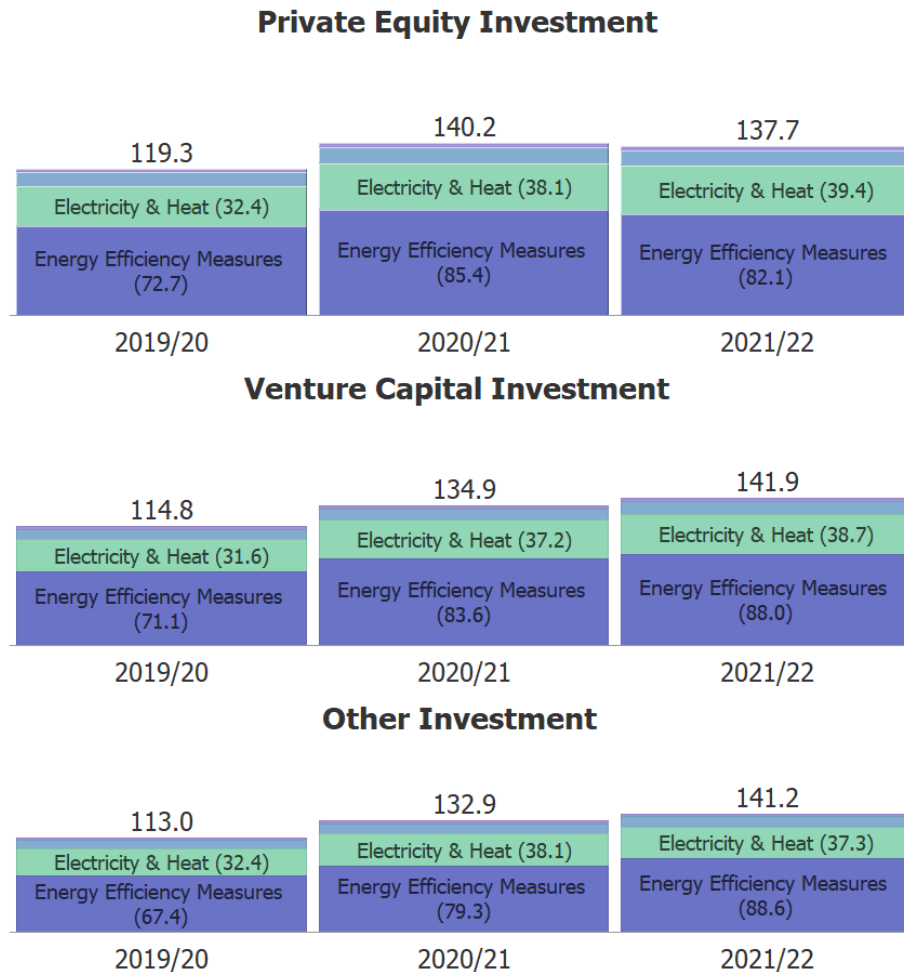 Private Equity Investment
119.3
140.2
137.7
Electricity & Heat (32.4)
Electricity & Heat (38.1)
Electricity & Heat (39.4)
Energy Efficiency Measures
(72.7)
Energy Efficiency Measures
(85.4)
Energy Efficiency Measures
(82.1)
2019/20
2020/21
2021/22
Venture Capital Investment
114.8
134.9
141.9
Electricity & Heat (31.6)
Electricity & Heat (37.2)
Electricity & Heat (38.7)
Energy Efficiency Measures
(71.1)
Energy Efficiency Measures
(83.6)
Energy Efficiency Measures
(88.0)
2019/20
2020/21
2021/22
Other Investment
113.0
132.9
141.2
Electricity & Heat (32.4)
Electricity & Heat (38.1)
Electricity & Heat (37.3)
Energy Efficiency Measures
(67.4)
Energy Efficiency Measures
(79.3)
Energy Efficiency Measures
(88.6)
2019/20
2020/21
2021/22